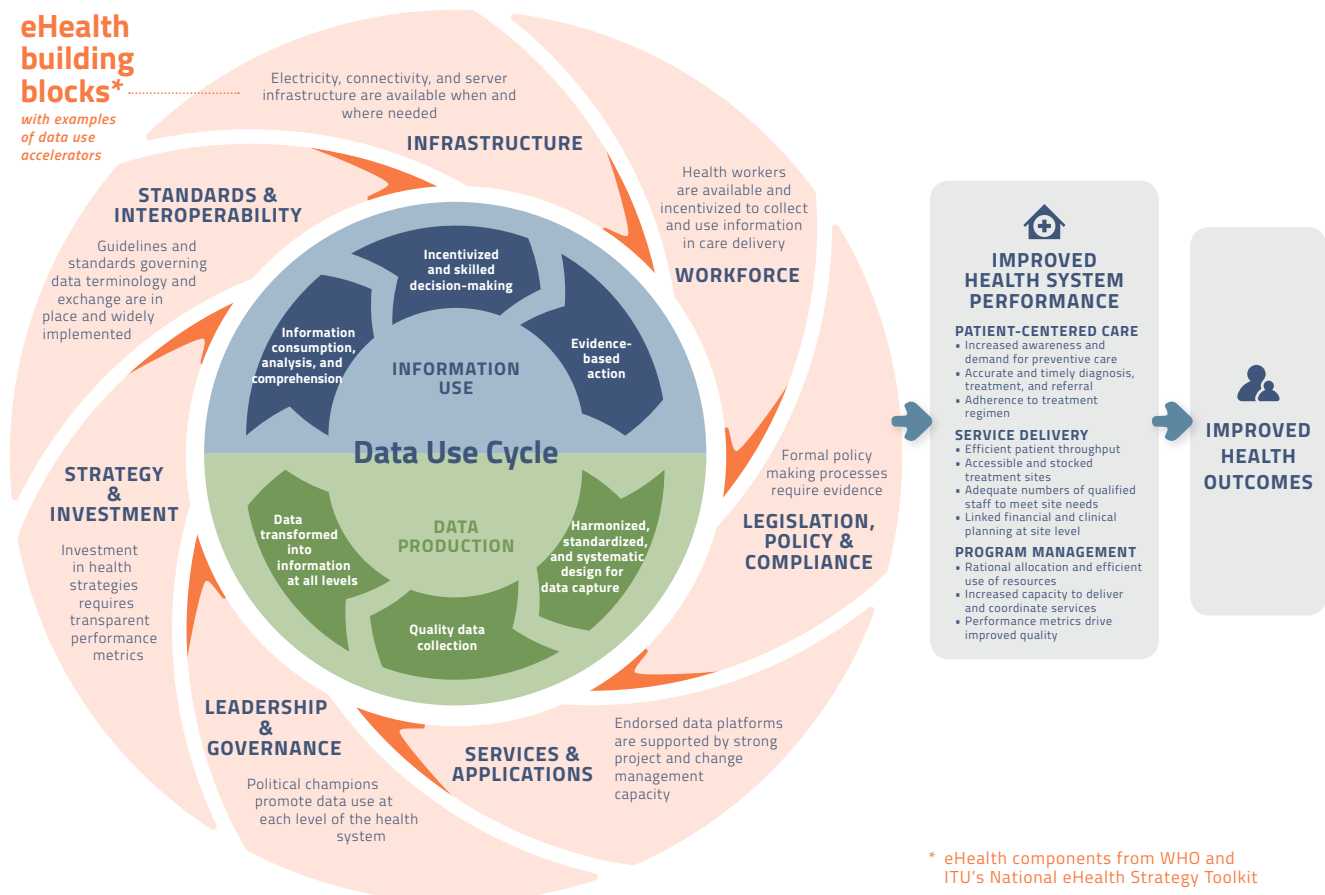 eHealth
building
blocks*
with examples
of data use
accelerators
Electricity, connectivity, and server
infrastructure are available when and
where needed
INFRASTRUCTURE
Health workers
are available and
incentivized to collect
and use information
in care delivery
WORKFORCE
Formal policy
making processes
require evidence
LEGISLATION,
POLICY &
COMPLIANCE
Endorsed data platforms
are supported by strong
project and change
management
capacity
SERVICES &
APPLICATIONS
LEADERSHIP
&
GOVERNANCE
Political champions
promote data use at
each level of the health
system
STRATEGY
&
INVESTMENT
Investment
in health
strategies
requires
transparent
performance
metrics
STANDARDS &
INTEROPERABILITY
Guidelines and
standards governing
data terminology and
exchange are in
place and widely
implemented
Incentivized
and skilled
decision-making
Evidence-
based
action
Information
consumption,
analysis, and
comprehension
INFORMATION
USE
Data Use Cycle
DATA
PRODUCTION
Data
transformed
into
information
at all levels
Harmonized,
standardized,
and systematic
design for
data capture
Quality data
collection
IMPROVED
HEALTH SYSTEM
PERFORMANCE
PATIENT-CENTERED CARE
▪ Increased awareness and
demand for preventive care
▪ Accurate and timely diagnosis,
treatment, and referral
▪ Adherence to treatment
regimen
SERVICE DELIVERY
▪ Efficient patient throughput
▪ Accessible and stocked
treatment sites
▪ Adequate numbers of qualified
staff to meet site needs
▪ Linked financial and clinical
planning at site level
PROGRAM MANAGEMENT
▪ Rational allocation and efficient
use of resources
▪ Increased capacity to deliver
and coordinate services
▪ Performance metrics drive
improved quality
IMPROVED
HEALTH
OUTCOMES
* eHealth components from WHO and
ITU's National eHealth Strategy Toolkit